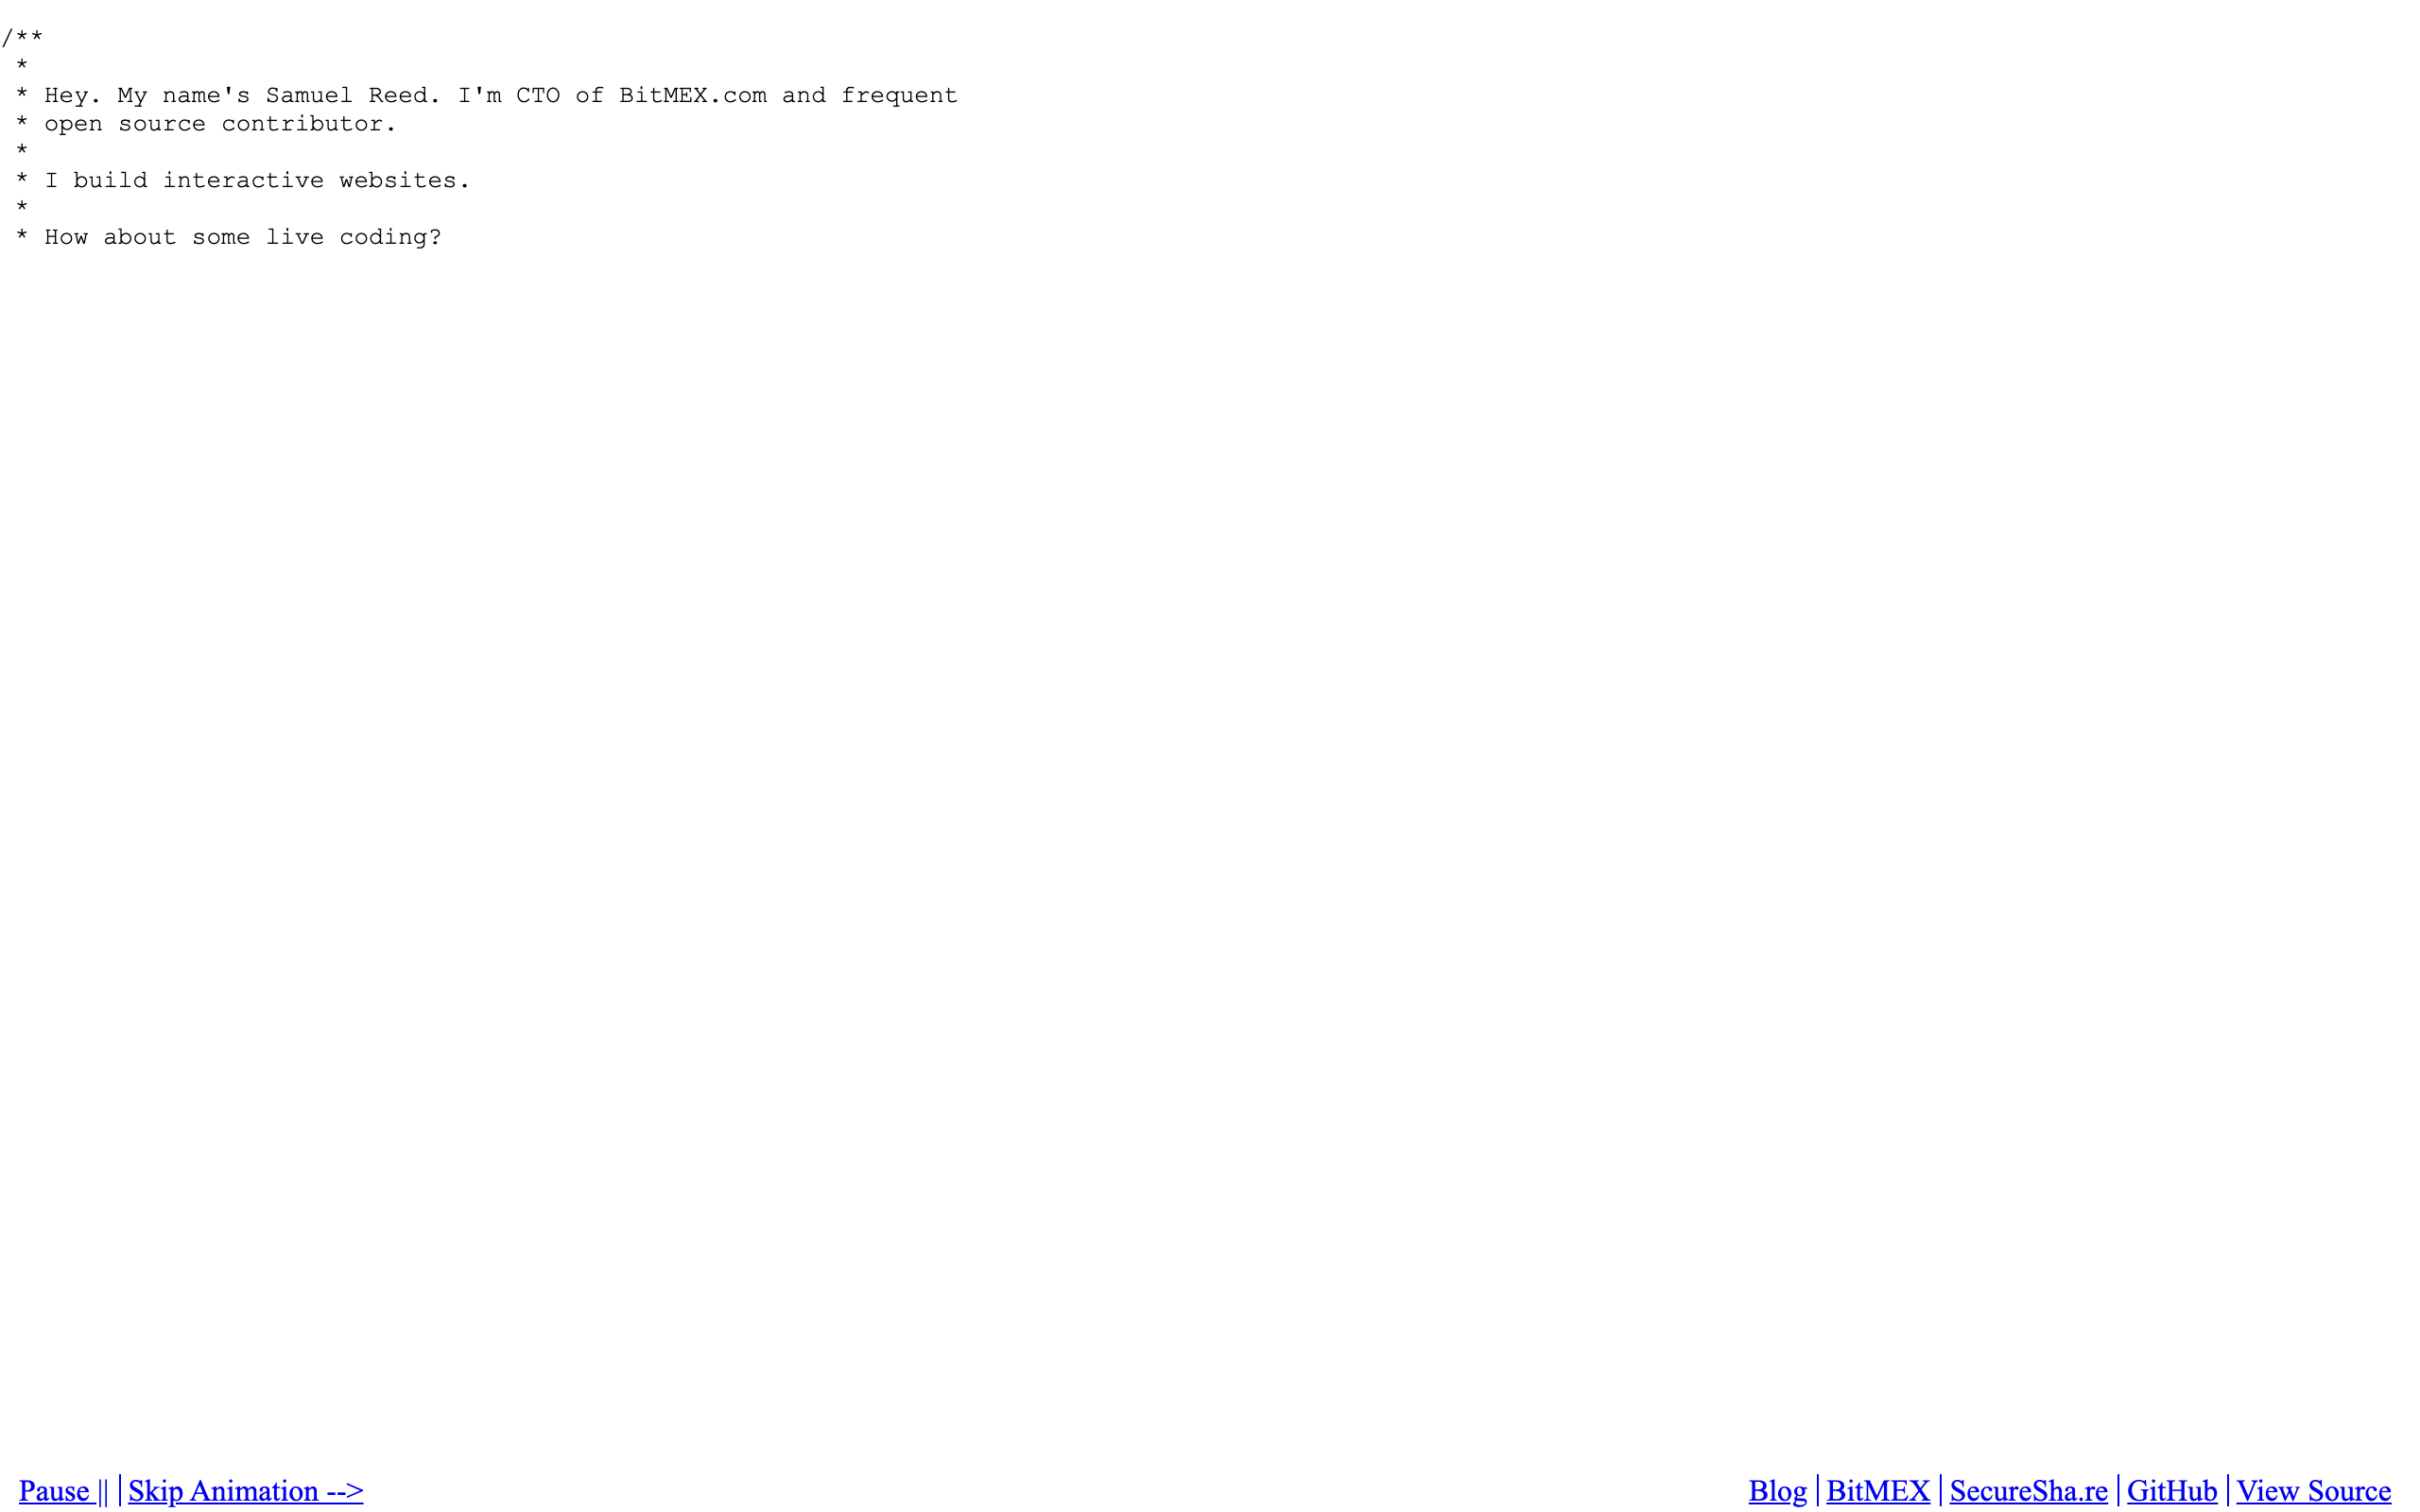 /**
 *
 * Hey. My name's Samuel Reed. I'm CTO of BitMEX.com and frequent
 * open source contributor.
 *
 * I build interactive websites.
 *
 * How about some live coding?
Pause || | Skip Animation --> Blog | BitMEX | SecureSha.re | GitHub | View Source